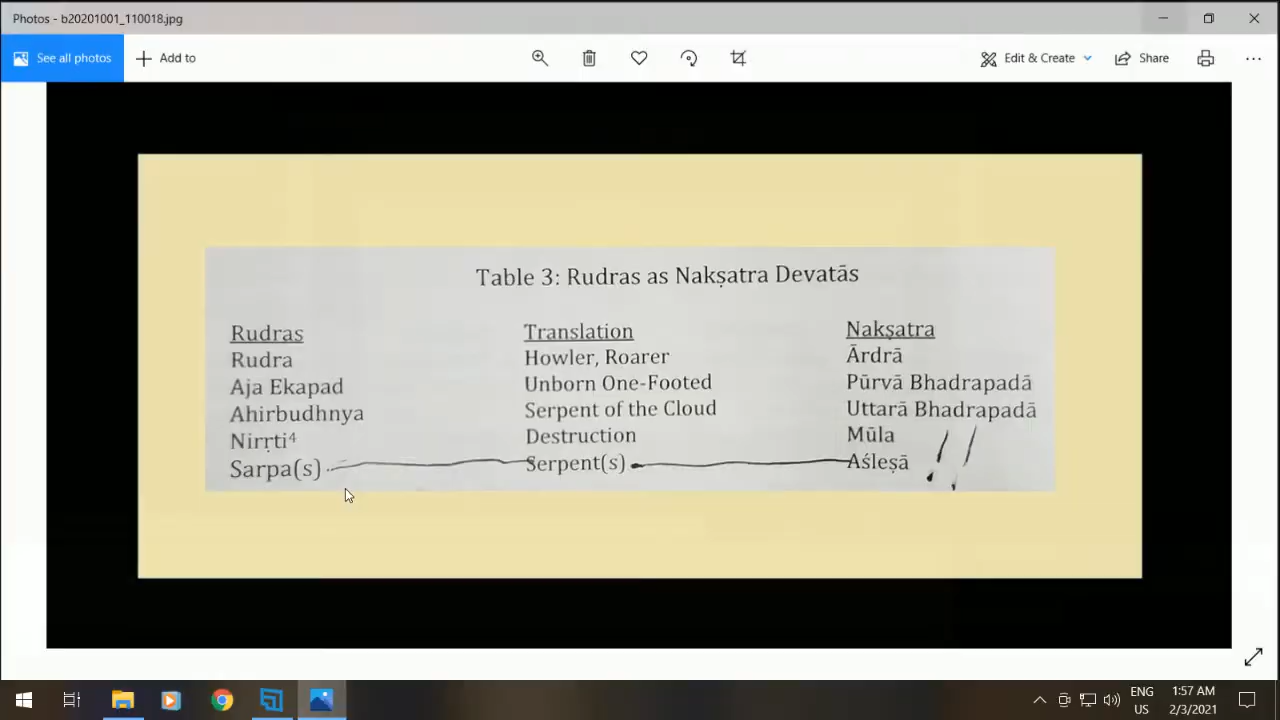 Photos - b20201001_110018.jpg
See all photos
Add to
Edit & Create
Share
Table 3: Rudras as Nakṣatra Devatās
Rudras Translation Nakṣatra
Rudra Howler, Roarer Ārdrā
Aja Ekapad Unborn One-Footed Pūrvā Bhadrapadā
Ahirbudhnya Serpent of the Cloud Uttarā Bhadrapadā
Nirṛti⁴ Destruction Mūla
Sarpa(s) Serpent(s) Aśleṣā !!
ENG 1:57 AM
US 2/3/2021